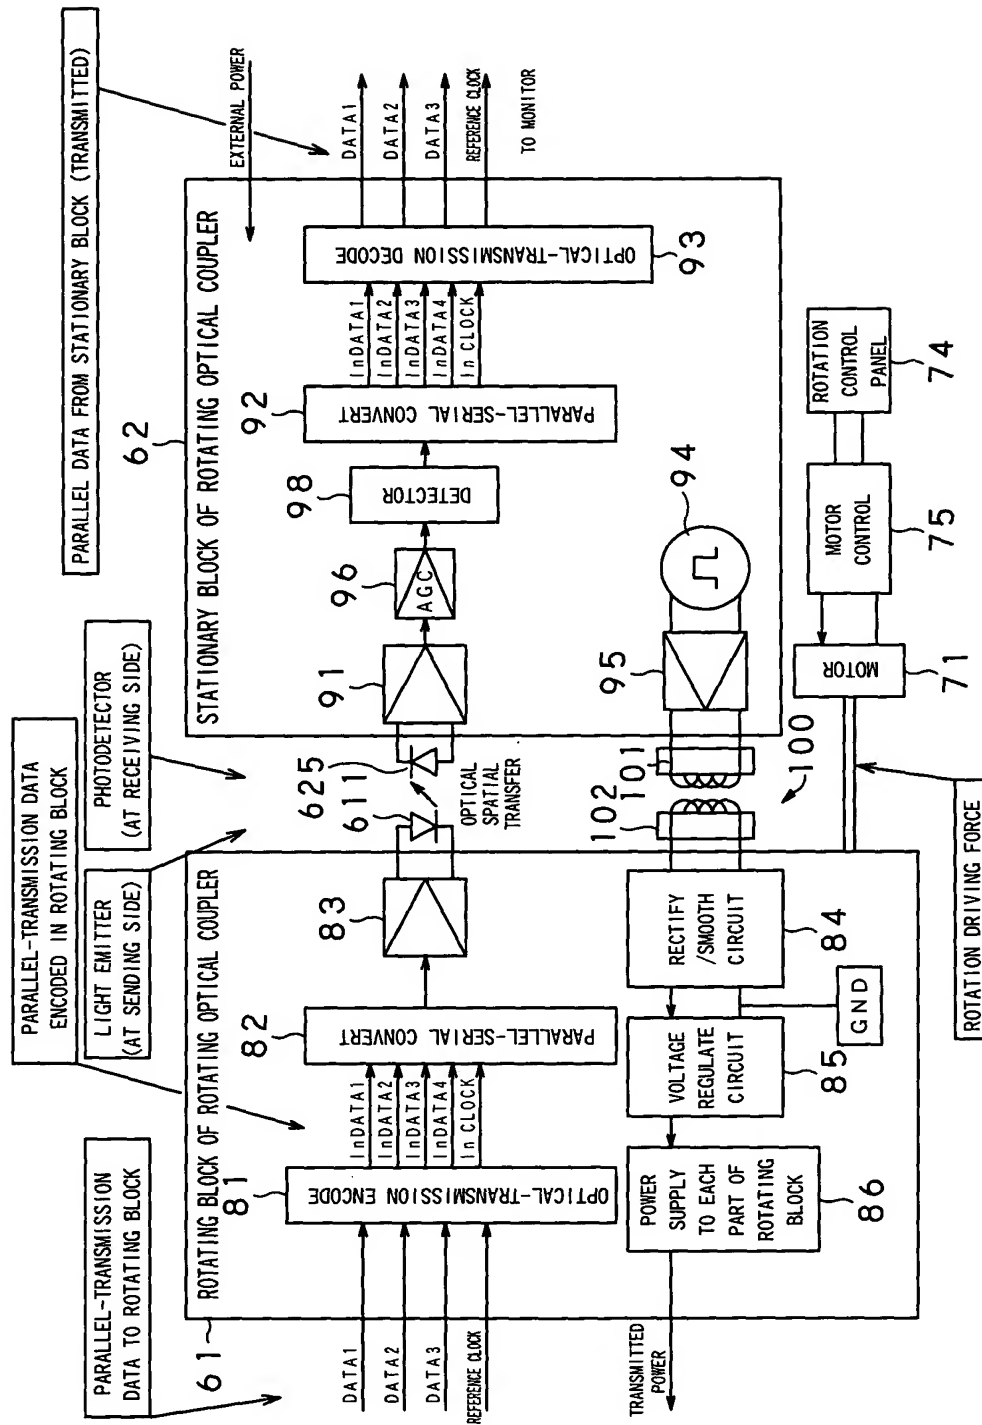 PARALLEL-TRANSMISSION
DATA TO ROTATING BLOCK
PARALLEL-TRANSMISSION DATA
ENCODED IN ROTATING BLOCK
LIGHT EMITTER
(AT SENDING SIDE)
PHOTODETECTOR
(AT RECEIVING SIDE)
PARALLEL DATA FROM STATIONARY BLOCK (TRANSMITTED)
61
ROTATING BLOCK OF ROTATING OPTICAL COUPLER
62
STATIONARY BLOCK OF ROTATING OPTICAL COUPLER
EXTERNAL POWER
DATA1
DATA2
DATA3
REFERENCE CLOCK
81
OPTICAL-TRANSMISSION ENCODE
InDATA1
InDATA2
InDATA3
InDATA4
InCLOCK
82
PARALLEL-SERIAL CONVERT
83
611
625
OPTICAL
SPATIAL
TRANSFER
91
96
AGC
98
DETECTOR
92
PARALLEL-SERIAL CONVERT
InDATA1
InDATA2
InDATA3
InDATA4
InCLOCK
OPTICAL-TRANSMISSION DECODE
93
DATA1
DATA2
DATA3
REFERENCE CLOCK
TO MONITOR
TRANSMITTED
POWER
POWER
SUPPLY
TO EACH
PART OF
ROTATING
BLOCK
86
VOLTAGE
REGULATE
CIRCUIT
85
RECTIFY
/SMOOTH
CIRCUIT
84
GND
102
101
100
95
94
MOTOR
71
MOTOR
CONTROL
75
ROTATION
CONTROL
PANEL
74
ROTATION DRIVING FORCE